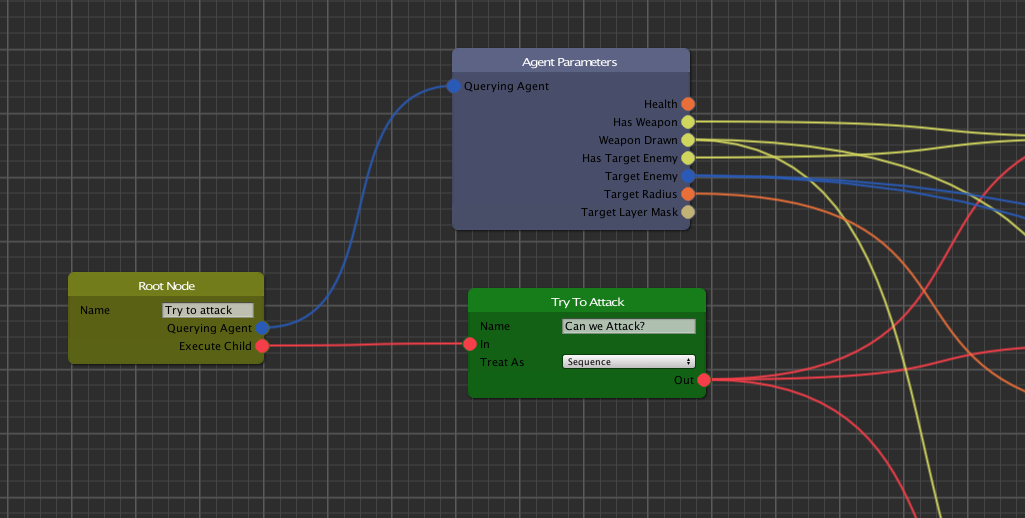 Agent Parameters
Querying Agent
Health
Has Weapon
Weapon Drawn
Has Target Enemy
Target Enemy
Target Radius
Target Layer Mask
Root Node
Name Try to attack
Querying Agent
Execute Child
Try To Attack
Name Can we Attack?
In
Treat As Sequence
Out